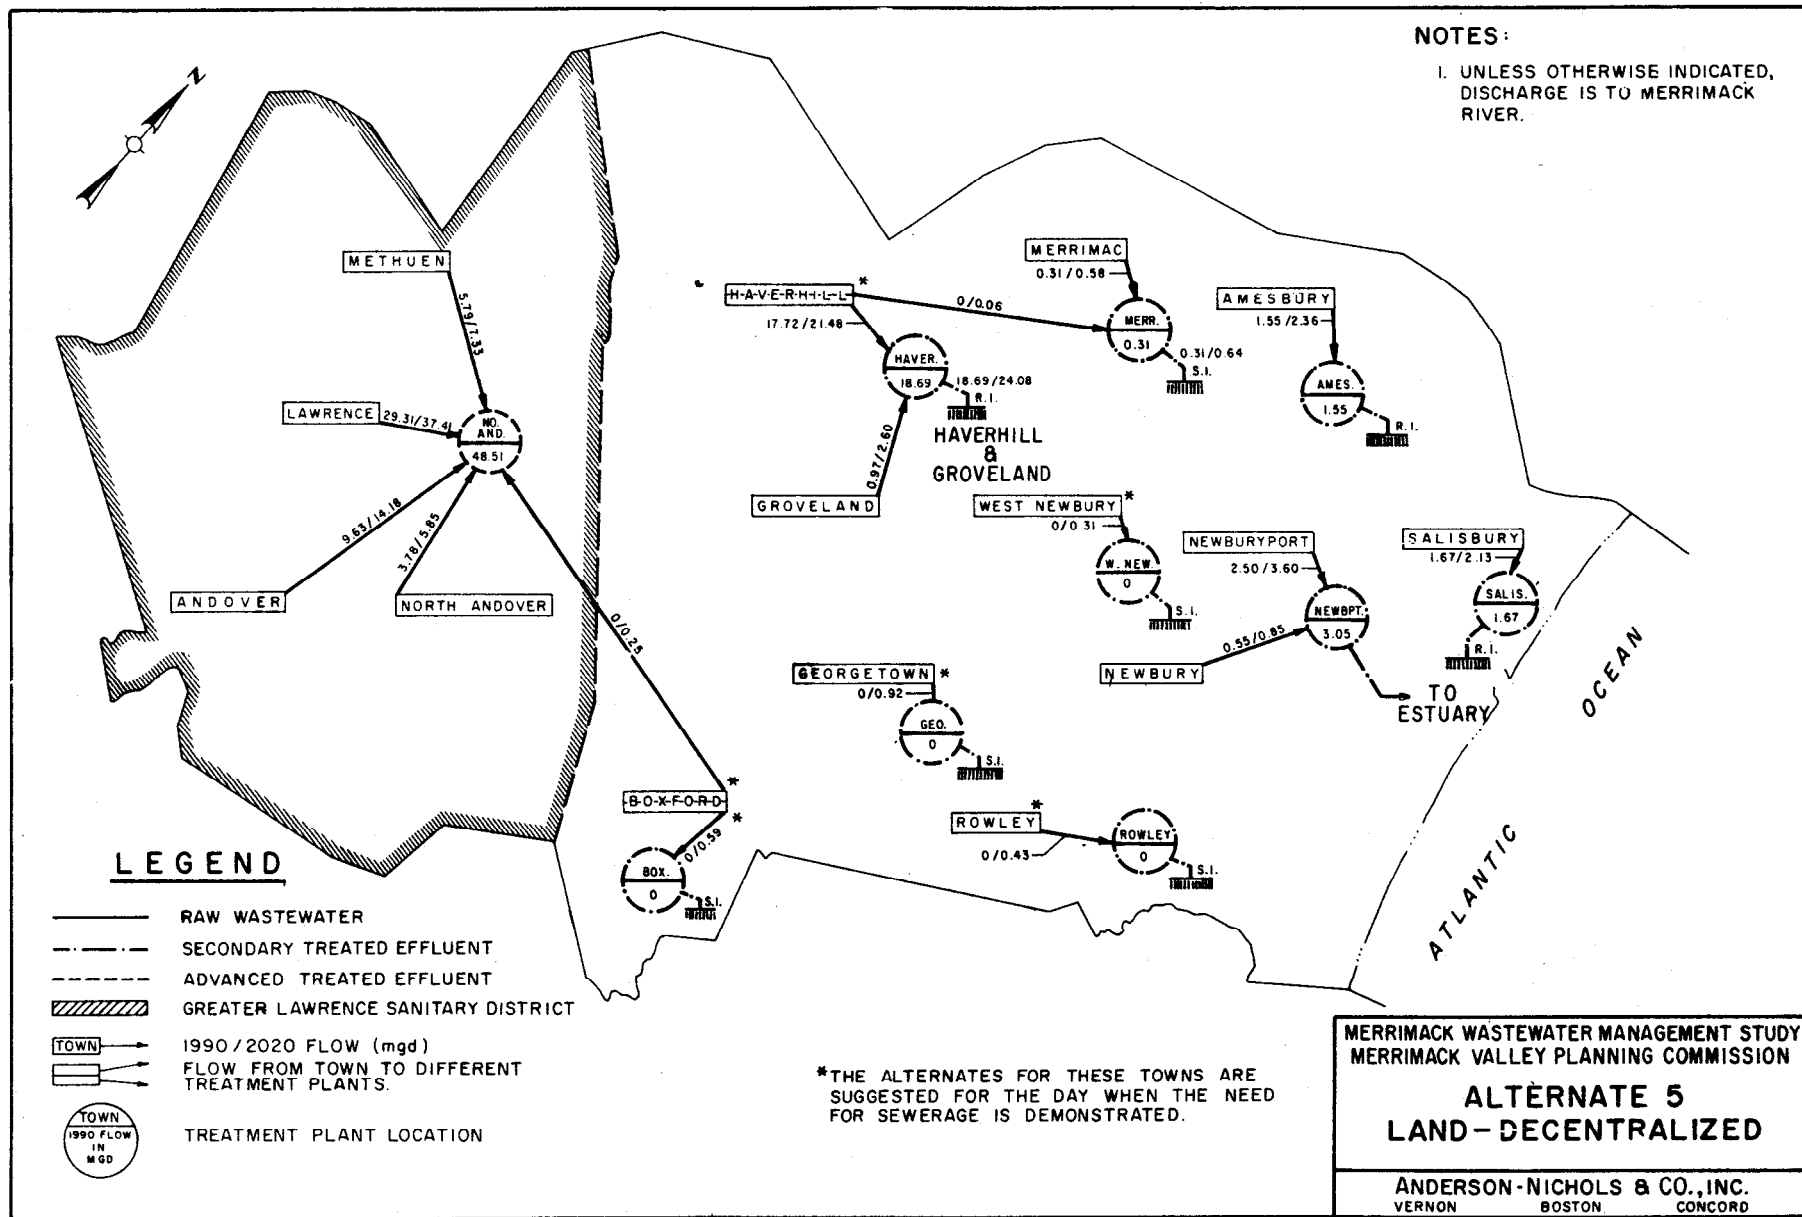 NOTES:
1. UNLESS OTHERWISE INDICATED,
DISCHARGE IS TO MERRIMACK
RIVER.
N
METHUEN
5.79/7.33
LAWRENCE
29.31/37.41
NO.
AND.
48.51
9.63/14.18
3.78/5.85
ANDOVER
NORTH ANDOVER
0/0.25
HAVERHILL
*
17.72/21.48
0/0.06
HAVER.
18.69
18.69/24.08
R.I.
HAVERHILL
&
GROVELAND
0.97/2.60
GROVELAND
MERRIMAC
0.31/0.58
MERR.
0.31
0.31/0.64
S.I.
AMESBURY
1.55/2.36
AMES.
1.55
R.I.
WEST NEWBURY
*
0/0.31
W. NEW.
0
S.I.
NEWBURYPORT
2.50/3.60
NEWBPT.
3.05
0.55/0.85
NEWBURY
TO
ESTUARY
SALISBURY
1.67/2.13
SALIS.
1.67
R.I.
GEORGETOWN
*
0/0.92
GEO.
0
S.I.
BOXFORD
*
*
0/0.59
BOX.
0
S.I.
ROWLEY
*
0/0.43
ROWLEY
0
S.I.
ATLANTIC OCEAN
LEGEND
RAW WASTEWATER
SECONDARY TREATED EFFLUENT
ADVANCED TREATED EFFLUENT
GREATER LAWRENCE SANITARY DISTRICT
TOWN
1990/2020 FLOW (mgd)
FLOW FROM TOWN TO DIFFERENT
TREATMENT PLANTS.
TOWN
1990 FLOW
IN
MGD
TREATMENT PLANT LOCATION
*THE ALTERNATES FOR THESE TOWNS ARE
SUGGESTED FOR THE DAY WHEN THE NEED
FOR SEWERAGE IS DEMONSTRATED.
MERRIMACK WASTEWATER MANAGEMENT STUDY
MERRIMACK VALLEY PLANNING COMMISSION
ALTERNATE 5
LAND-DECENTRALIZED
ANDERSON-NICHOLS & CO., INC.
VERNON BOSTON CONCORD